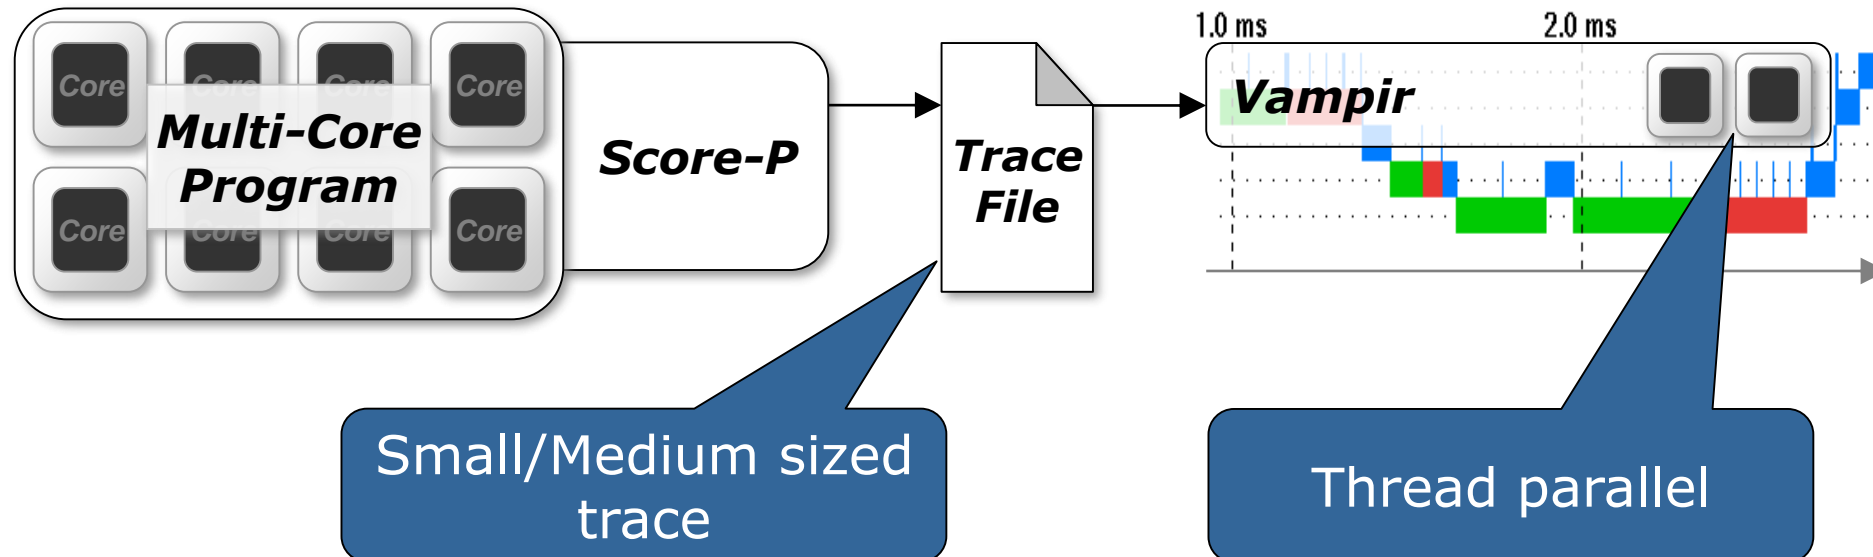 1.0 ms
2.0 ms
Core
Core
Core
Core
Multi-Core
Program
Core
Core
Core
Core
Score-P
Trace
File
Vampir
Small/Medium sized
trace
Thread parallel